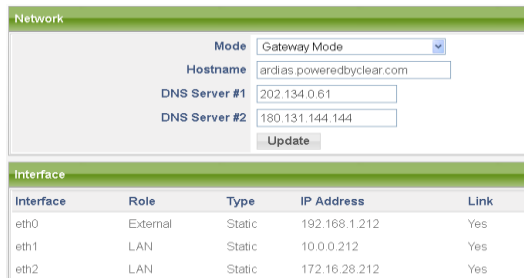 Network
Mode Gateway Mode
Hostname ardias.poweredbyclear.com
DNS Server #1 202.134.0.61
DNS Server #2 180.131.144.144
Update
Interface
Interface Role Type IP Address Link
eth0 External Static 192.168.1.212 Yes
eth1 LAN Static 10.0.0.212 Yes
eth2 LAN Static 172.16.28.212 Yes